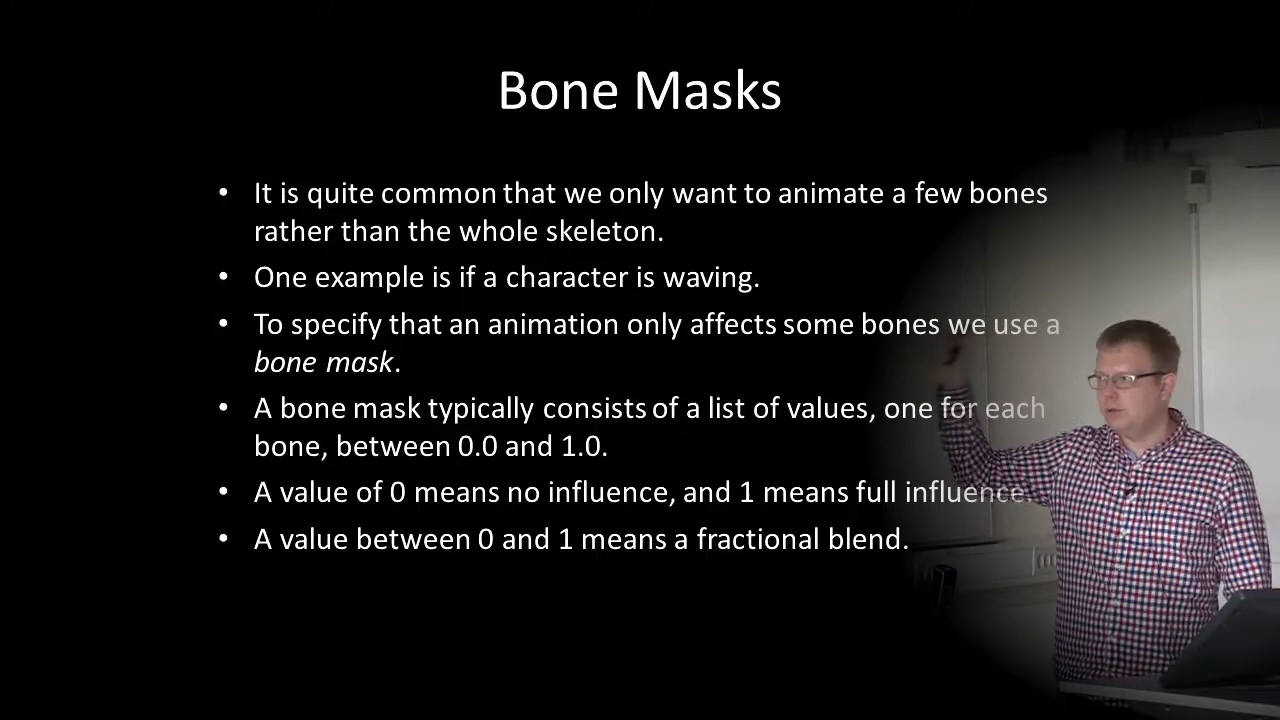 Bone Masks
• It is quite common that we only want to animate a few bones
rather than the whole skeleton.
• One example is if a character is waving.
• To specify that an animation only affects some bones we use a
bone mask.
• A bone mask typically consists of a list of values, one for each
bone, between 0.0 and 1.0.
• A value of 0 means no influence, and 1 means full influence.
• A value between 0 and 1 means a fractional blend.